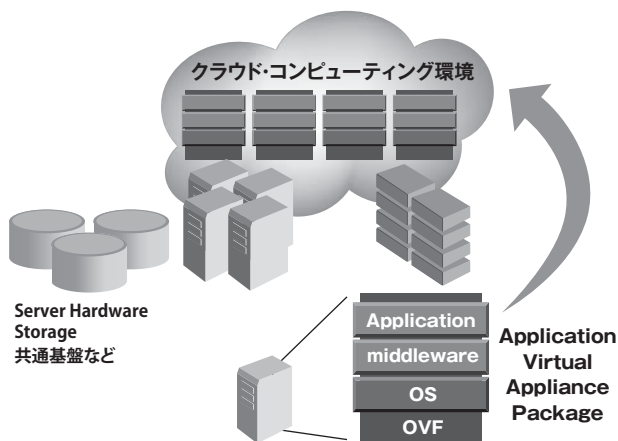 クラウド・コンピューティング環境
Server Hardware
Storage
共通基盤など
Application
middleware
OS
OVF
Application
Virtual
Appliance
Package